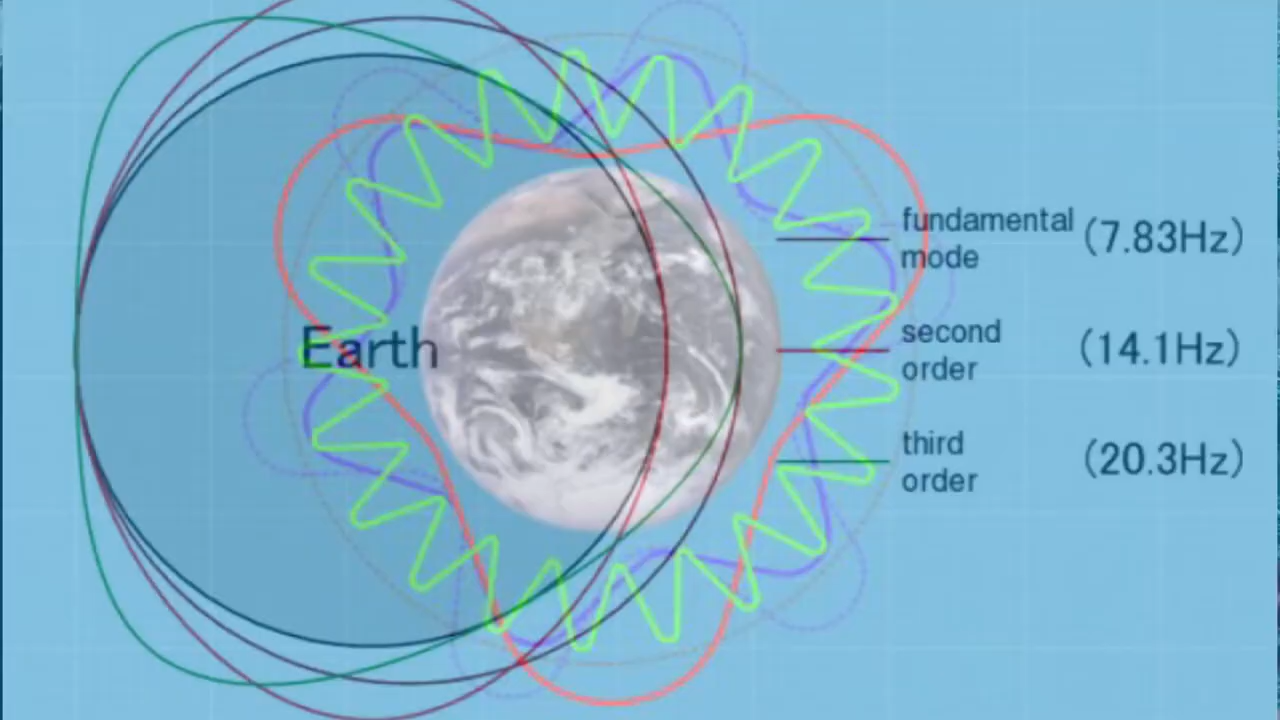 fundamental
mode (7.83Hz)
Earth
second
order (14.1Hz)
third
order (20.3Hz)